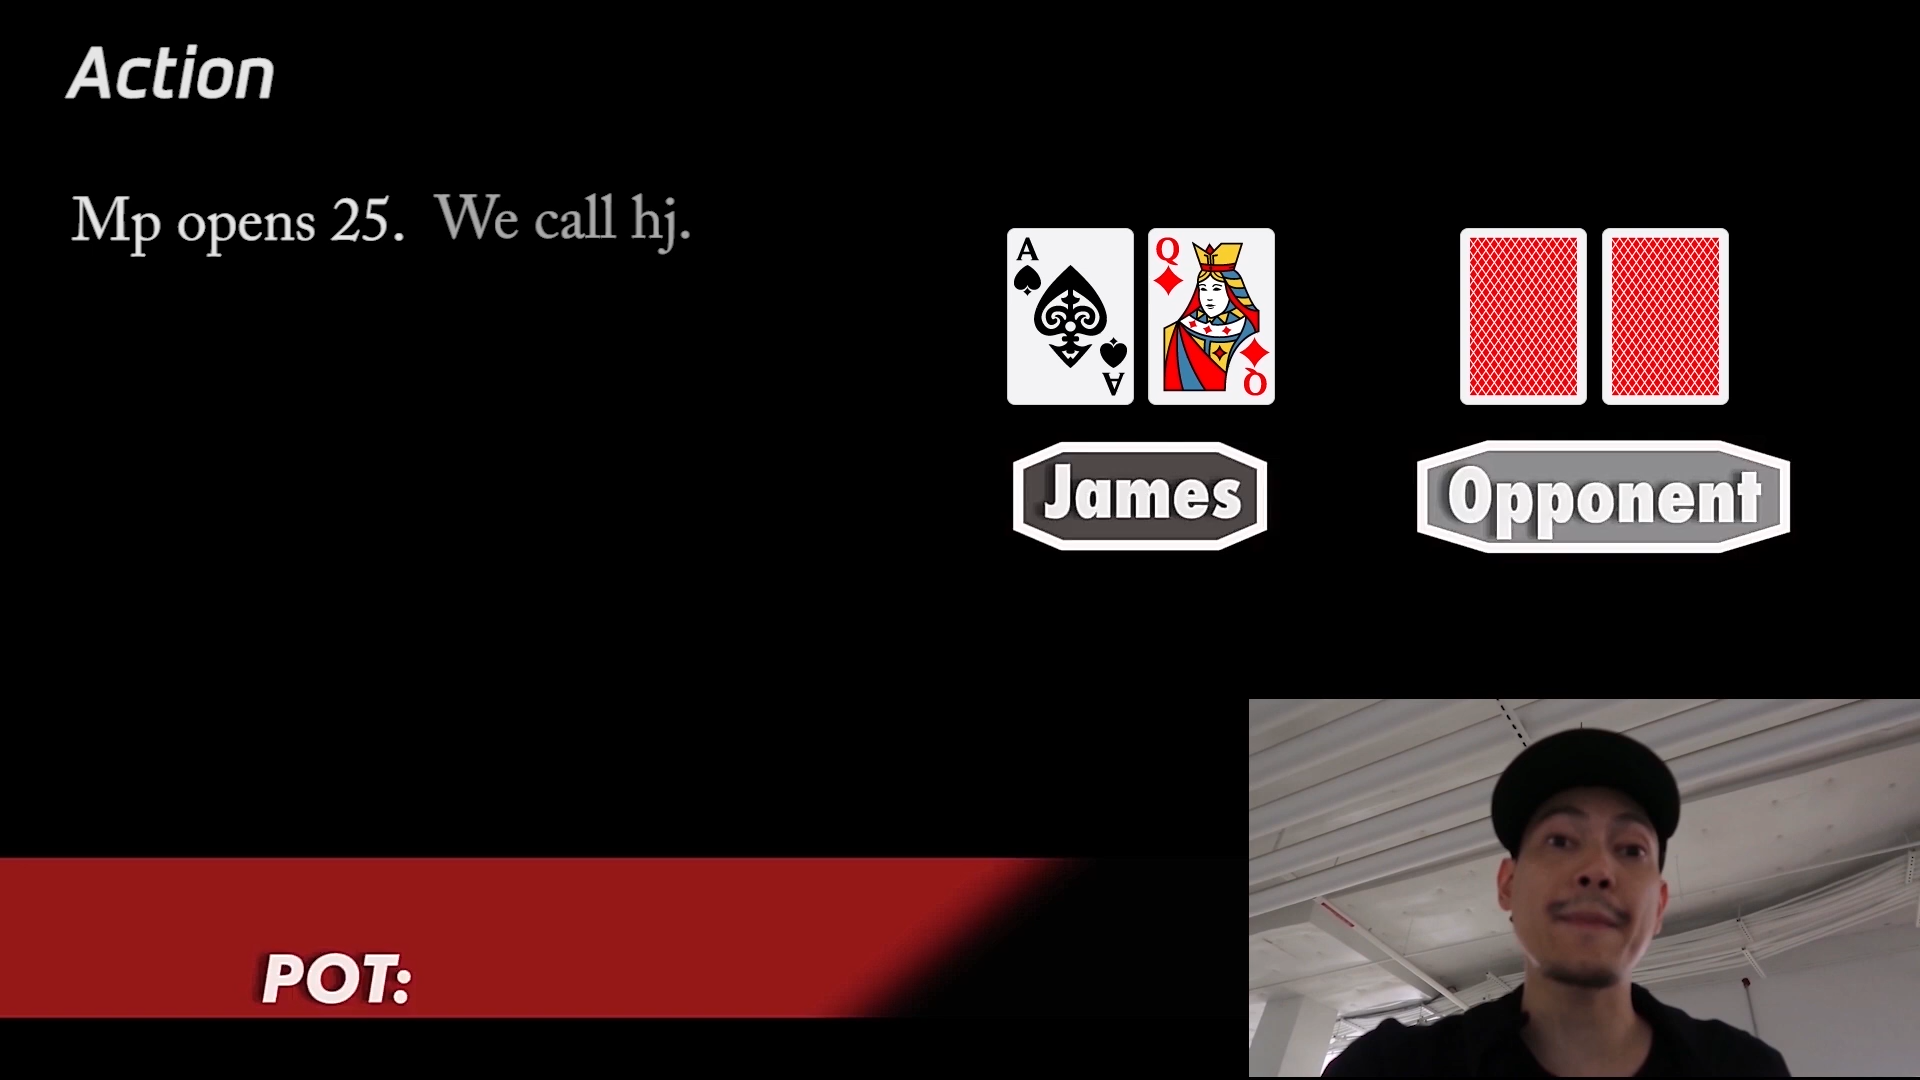 Action
Mp opens 25. We call hj.
A Q
A Q
James Opponent
POT: